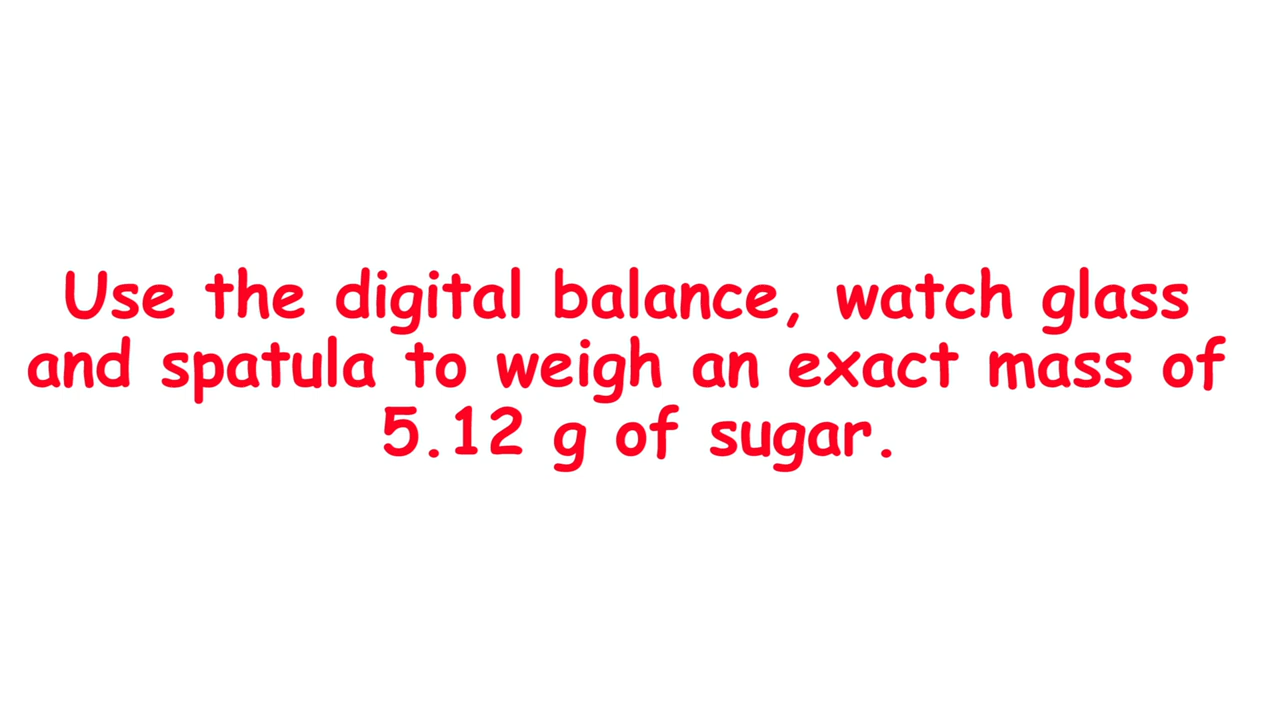 Use the digital balance, watch glass
and spatula to weigh an exact mass of
5.12 g of sugar.